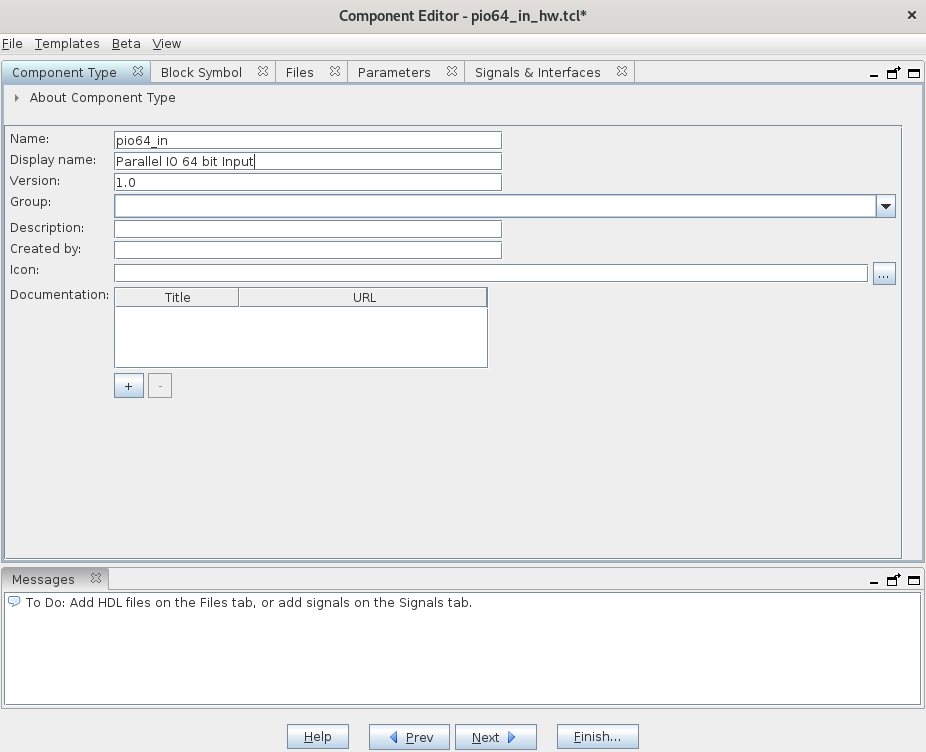 Component Editor - pio64_in_hw.tcl*
File Templates Beta View
Component Type Block Symbol Files Parameters Signals & Interfaces
About Component Type
Name: pio64_in
Display name: Parallel IO 64 bit Input
Version: 1.0
Group:
Description:
Created by:
Icon: ...
Documentation: Title URL
+ -
Messages
To Do: Add HDL files on the Files tab, or add signals on the Signals tab.
Help Prev Next Finish...